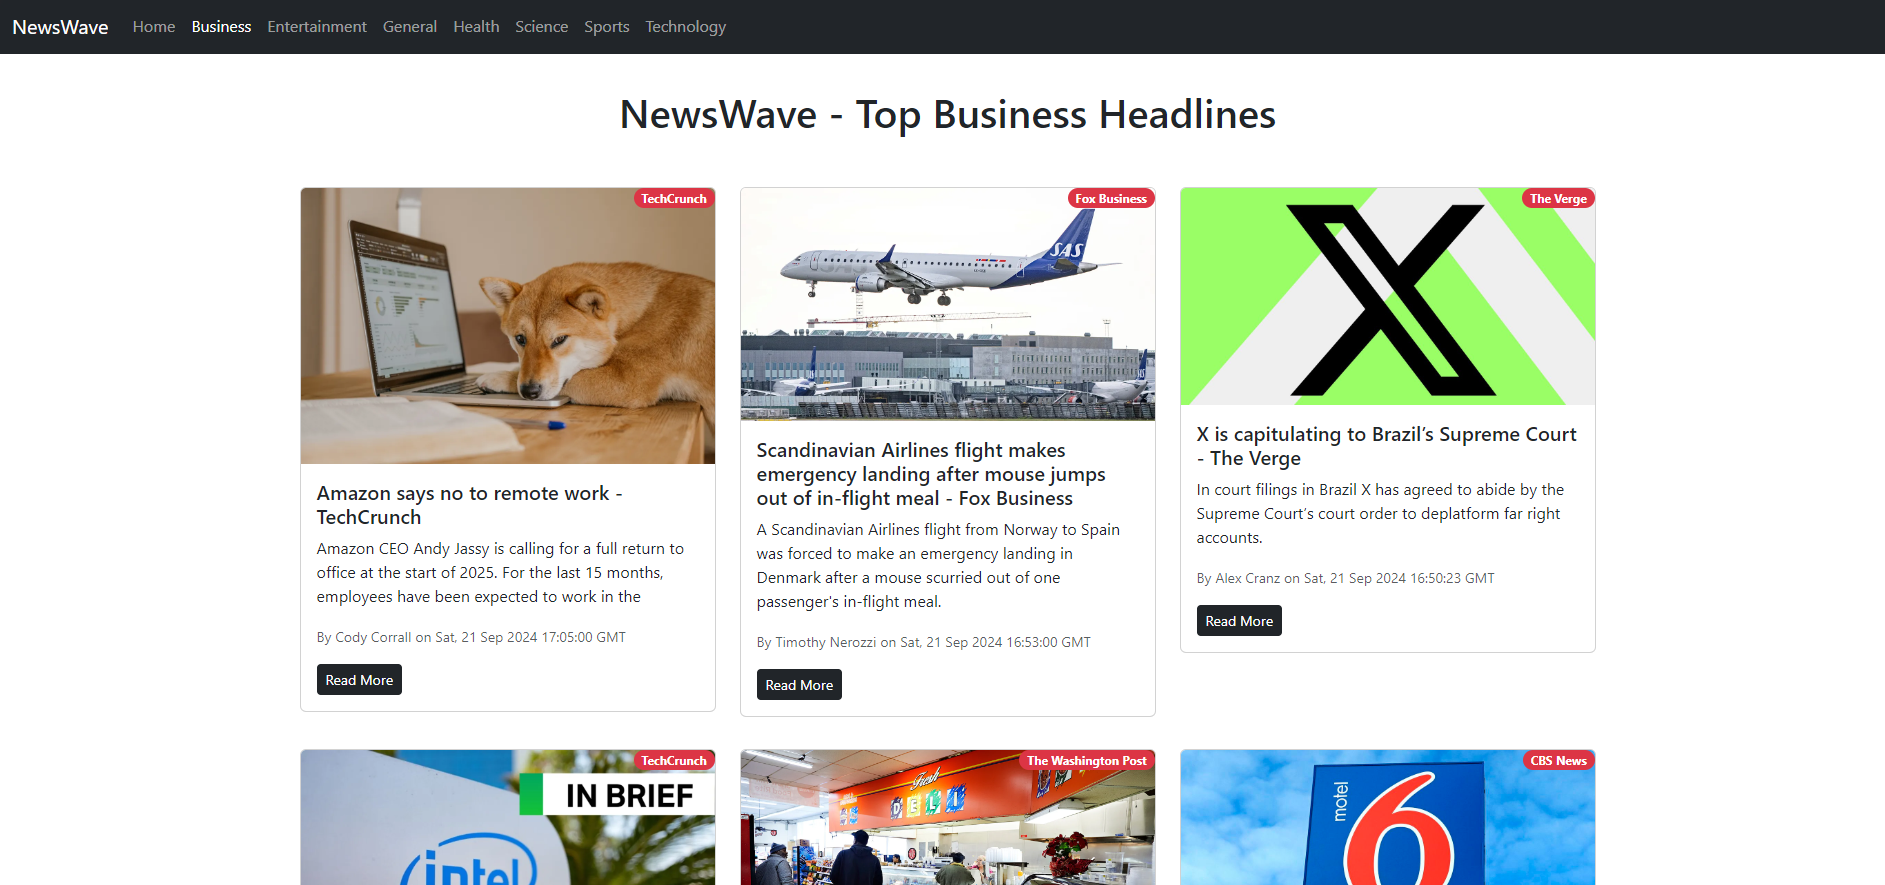 NewsWave Home Business Entertainment General Health Science Sports Technology
NewsWave - Top Business Headlines
TechCrunch
Amazon says no to remote work -
TechCrunch
Amazon CEO Andy Jassy is calling for a full return to
office at the start of 2025. For the last 15 months,
employees have been expected to work in the
By Cody Corrall on Sat, 21 Sep 2024 17:05:00 GMT
Read More
Fox Business
SAS
Scandinavian Airlines flight makes
emergency landing after mouse jumps
out of in-flight meal - Fox Business
A Scandinavian Airlines flight from Norway to Spain
was forced to make an emergency landing in
Denmark after a mouse scurried out of one
passenger's in-flight meal.
By Timothy Nerozzi on Sat, 21 Sep 2024 16:53:00 GMT
Read More
The Verge
X
X is capitulating to Brazil’s Supreme Court
- The Verge
In court filings in Brazil X has agreed to abide by the
Supreme Court’s court order to deplatform far right
accounts.
By Alex Cranz on Sat, 21 Sep 2024 16:50:23 GMT
Read More
TechCrunch
IN BRIEF
intel
The Washington Post
Fresh
DELI
CBS News
motel
6